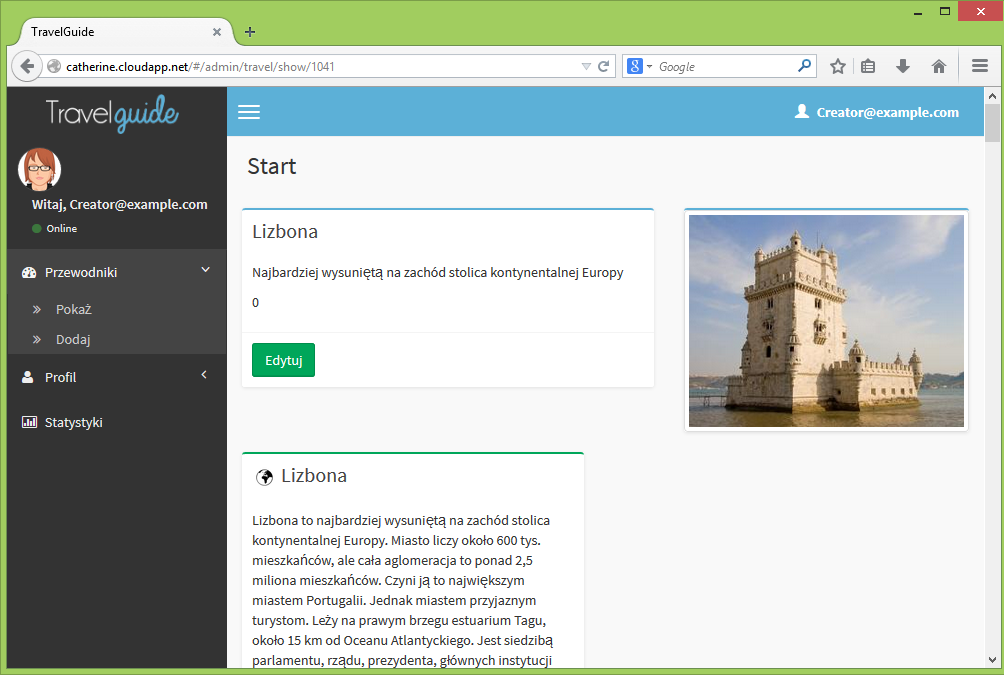 TravelGuide
catherine.cloudapp.net/#/admin/travel/show/1041
Google
Travelguide
Creator@example.com
Witaj, Creator@example.com
Online
Przewodniki
Pokaż
Dodaj
Profil
Statystyki
Start
Lizbona
Najbardziej wysuniętą na zachód stolica kontynentalnej Europy
0
Edytuj
Lizbona
Lizbona to najbardziej wysuniętą na zachód stolica
kontynentalnej Europy. Miasto liczy około 600 tys.
mieszkańców, ale cała aglomeracja to ponad 2,5
miliona mieszkańców. Czyni ją to największym
miastem Portugalii. Jednak miastem przyjaznym
turystom. Leży na prawym brzegu estuarium Tagu,
około 15 km od Oceanu Atlantyckiego. Jest siedzibą
parlamentu, rządu, prezydenta, głównych instytucji